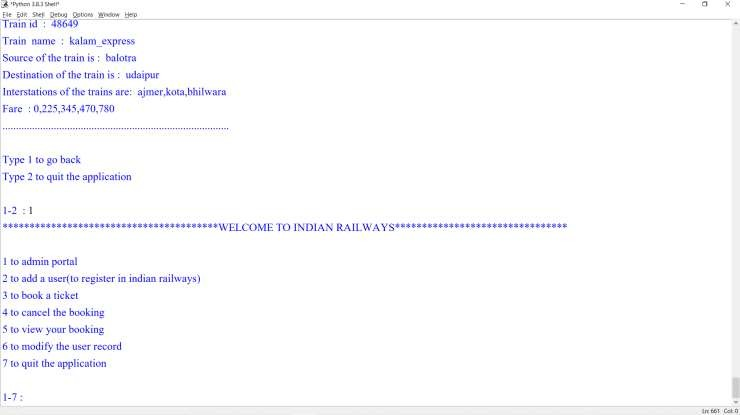 *Python 3.8.3 Shell*
File Edit Shell Debug Options Window Help
Train id : 48649
Train name : kalam_express
Source of the train is : balotra
Destination of the train is : udaipur
Interstations of the trains are: ajmer,kota,bhilwara
Fare : 0,225,345,470,780
....................................................................................
Type 1 to go back
Type 2 to quit the application
1-2 : 1
****************************************WELCOME TO INDIAN RAILWAYS********************************
1 to admin portal
2 to add a user(to register in indian railways)
3 to book a ticket
4 to cancel the booking
5 to view your booking
6 to modify the user record
7 to quit the application
1-7 :
Ln: 661 Col: 0